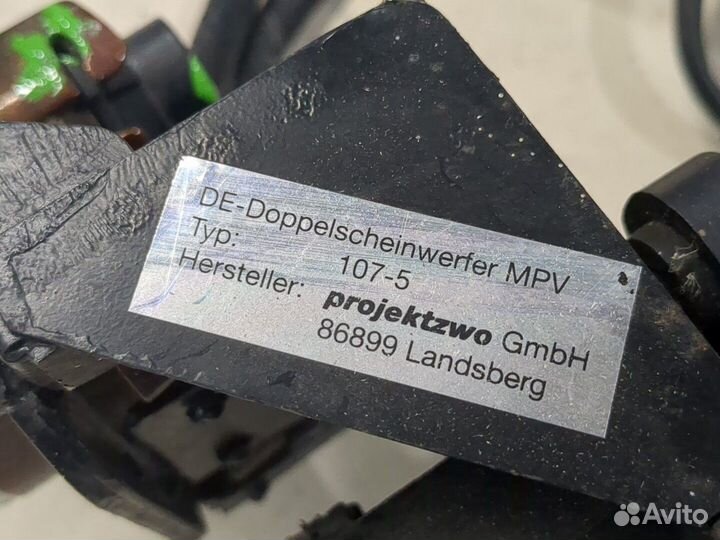 DE-Doppelscheinwerfer MPV
Typ: 107-5
Hersteller: projektzwo GmbH
86899 Landsberg
Avito